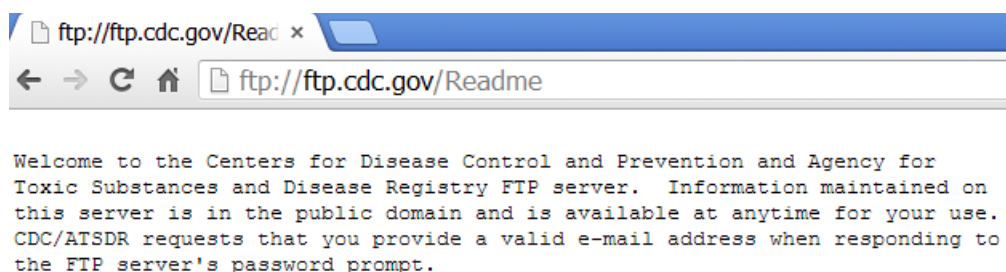 ftp://ftp.cdc.gov/Read
ftp://ftp.cdc.gov/Readme
Welcome to the Centers for Disease Control and Prevention and Agency for
Toxic Substances and Disease Registry FTP server.  Information maintained on
this server is in the public domain and is available at anytime for your use.
CDC/ATSDR requests that you provide a valid e-mail address when responding to
the FTP server's password prompt.